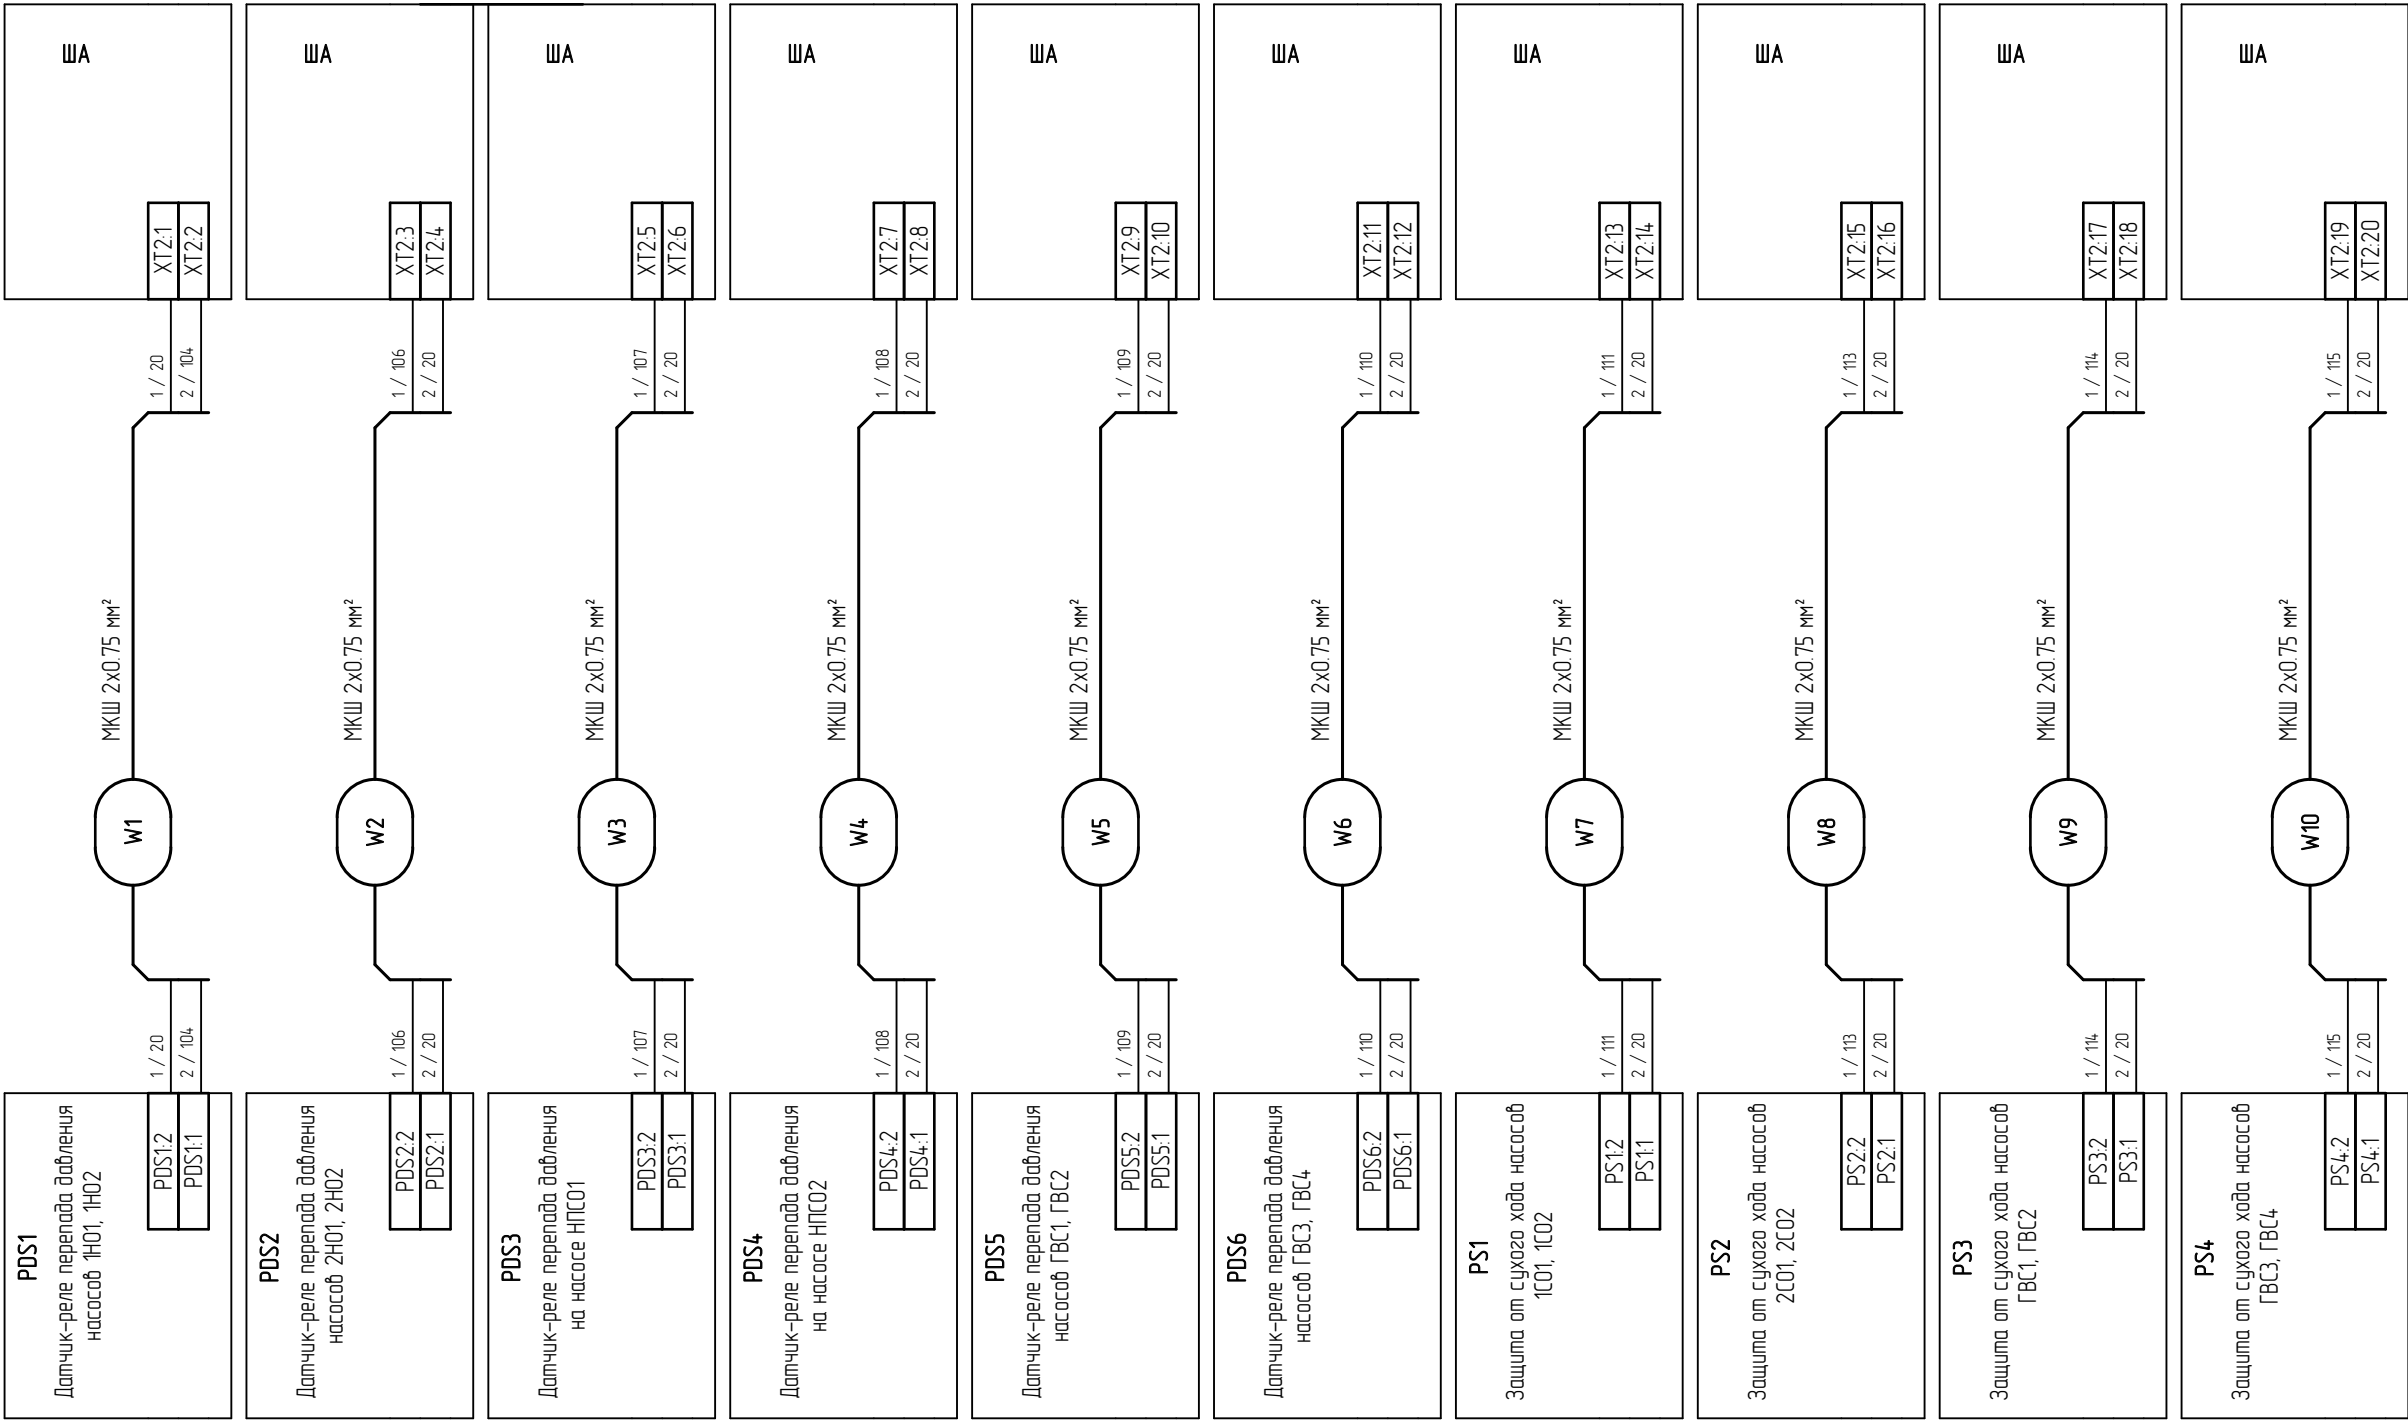 PDS1
Датчик-реле перепада давления
насосов 1НО1, 1НО2
PDS1:2
PDS1:1
1 / 20
2 / 104
W1
МКШ 2х0.75 мм²
1 / 20
2 / 104
XT2:1
XT2:2
ША
PDS2
Датчик-реле перепада давления
насосов 2НО1, 2НО2
PDS2:2
PDS2:1
1 / 106
2 / 20
W2
МКШ 2х0.75 мм²
1 / 106
2 / 20
XT2:3
XT2:4
ША
PDS3
Датчик-реле перепада давления
на насосе НПСО1
PDS3:2
PDS3:1
1 / 107
2 / 20
W3
МКШ 2х0.75 мм²
1 / 107
2 / 20
XT2:5
XT2:6
ША
PDS4
Датчик-реле перепада давления
на насосе НПСО2
PDS4:2
PDS4:1
1 / 108
2 / 20
W4
МКШ 2х0.75 мм²
1 / 108
2 / 20
XT2:7
XT2:8
ША
PDS5
Датчик-реле перепада давления
насосов ГВС1, ГВС2
PDS5:2
PDS5:1
1 / 109
2 / 20
W5
МКШ 2х0.75 мм²
1 / 109
2 / 20
XT2:9
XT2:10
ША
PDS6
Датчик-реле перепада давления
насосов ГВС3, ГВС4
PDS6:2
PDS6:1
1 / 110
2 / 20
W6
МКШ 2х0.75 мм²
1 / 110
2 / 20
XT2:11
XT2:12
ША
PS1
Защита от сухого хода насосов
1СО1, 1СО2
PS1:2
PS1:1
1 / 111
2 / 20
W7
МКШ 2х0.75 мм²
1 / 111
2 / 20
XT2:13
XT2:14
ША
PS2
Защита от сухого хода насосов
2СО1, 2СО2
PS2:2
PS2:1
1 / 113
2 / 20
W8
МКШ 2х0.75 мм²
1 / 113
2 / 20
XT2:15
XT2:16
ША
PS3
Защита от сухого хода насосов
ГВС1, ГВС2
PS3:2
PS3:1
1 / 114
2 / 20
W9
МКШ 2х0.75 мм²
1 / 114
2 / 20
XT2:17
XT2:18
ША
PS4
Защита от сухого хода насосов
ГВС3, ГВС4
PS4:2
PS4:1
1 / 115
2 / 20
W10
МКШ 2х0.75 мм²
1 / 115
2 / 20
XT2:19
XT2:20
ША